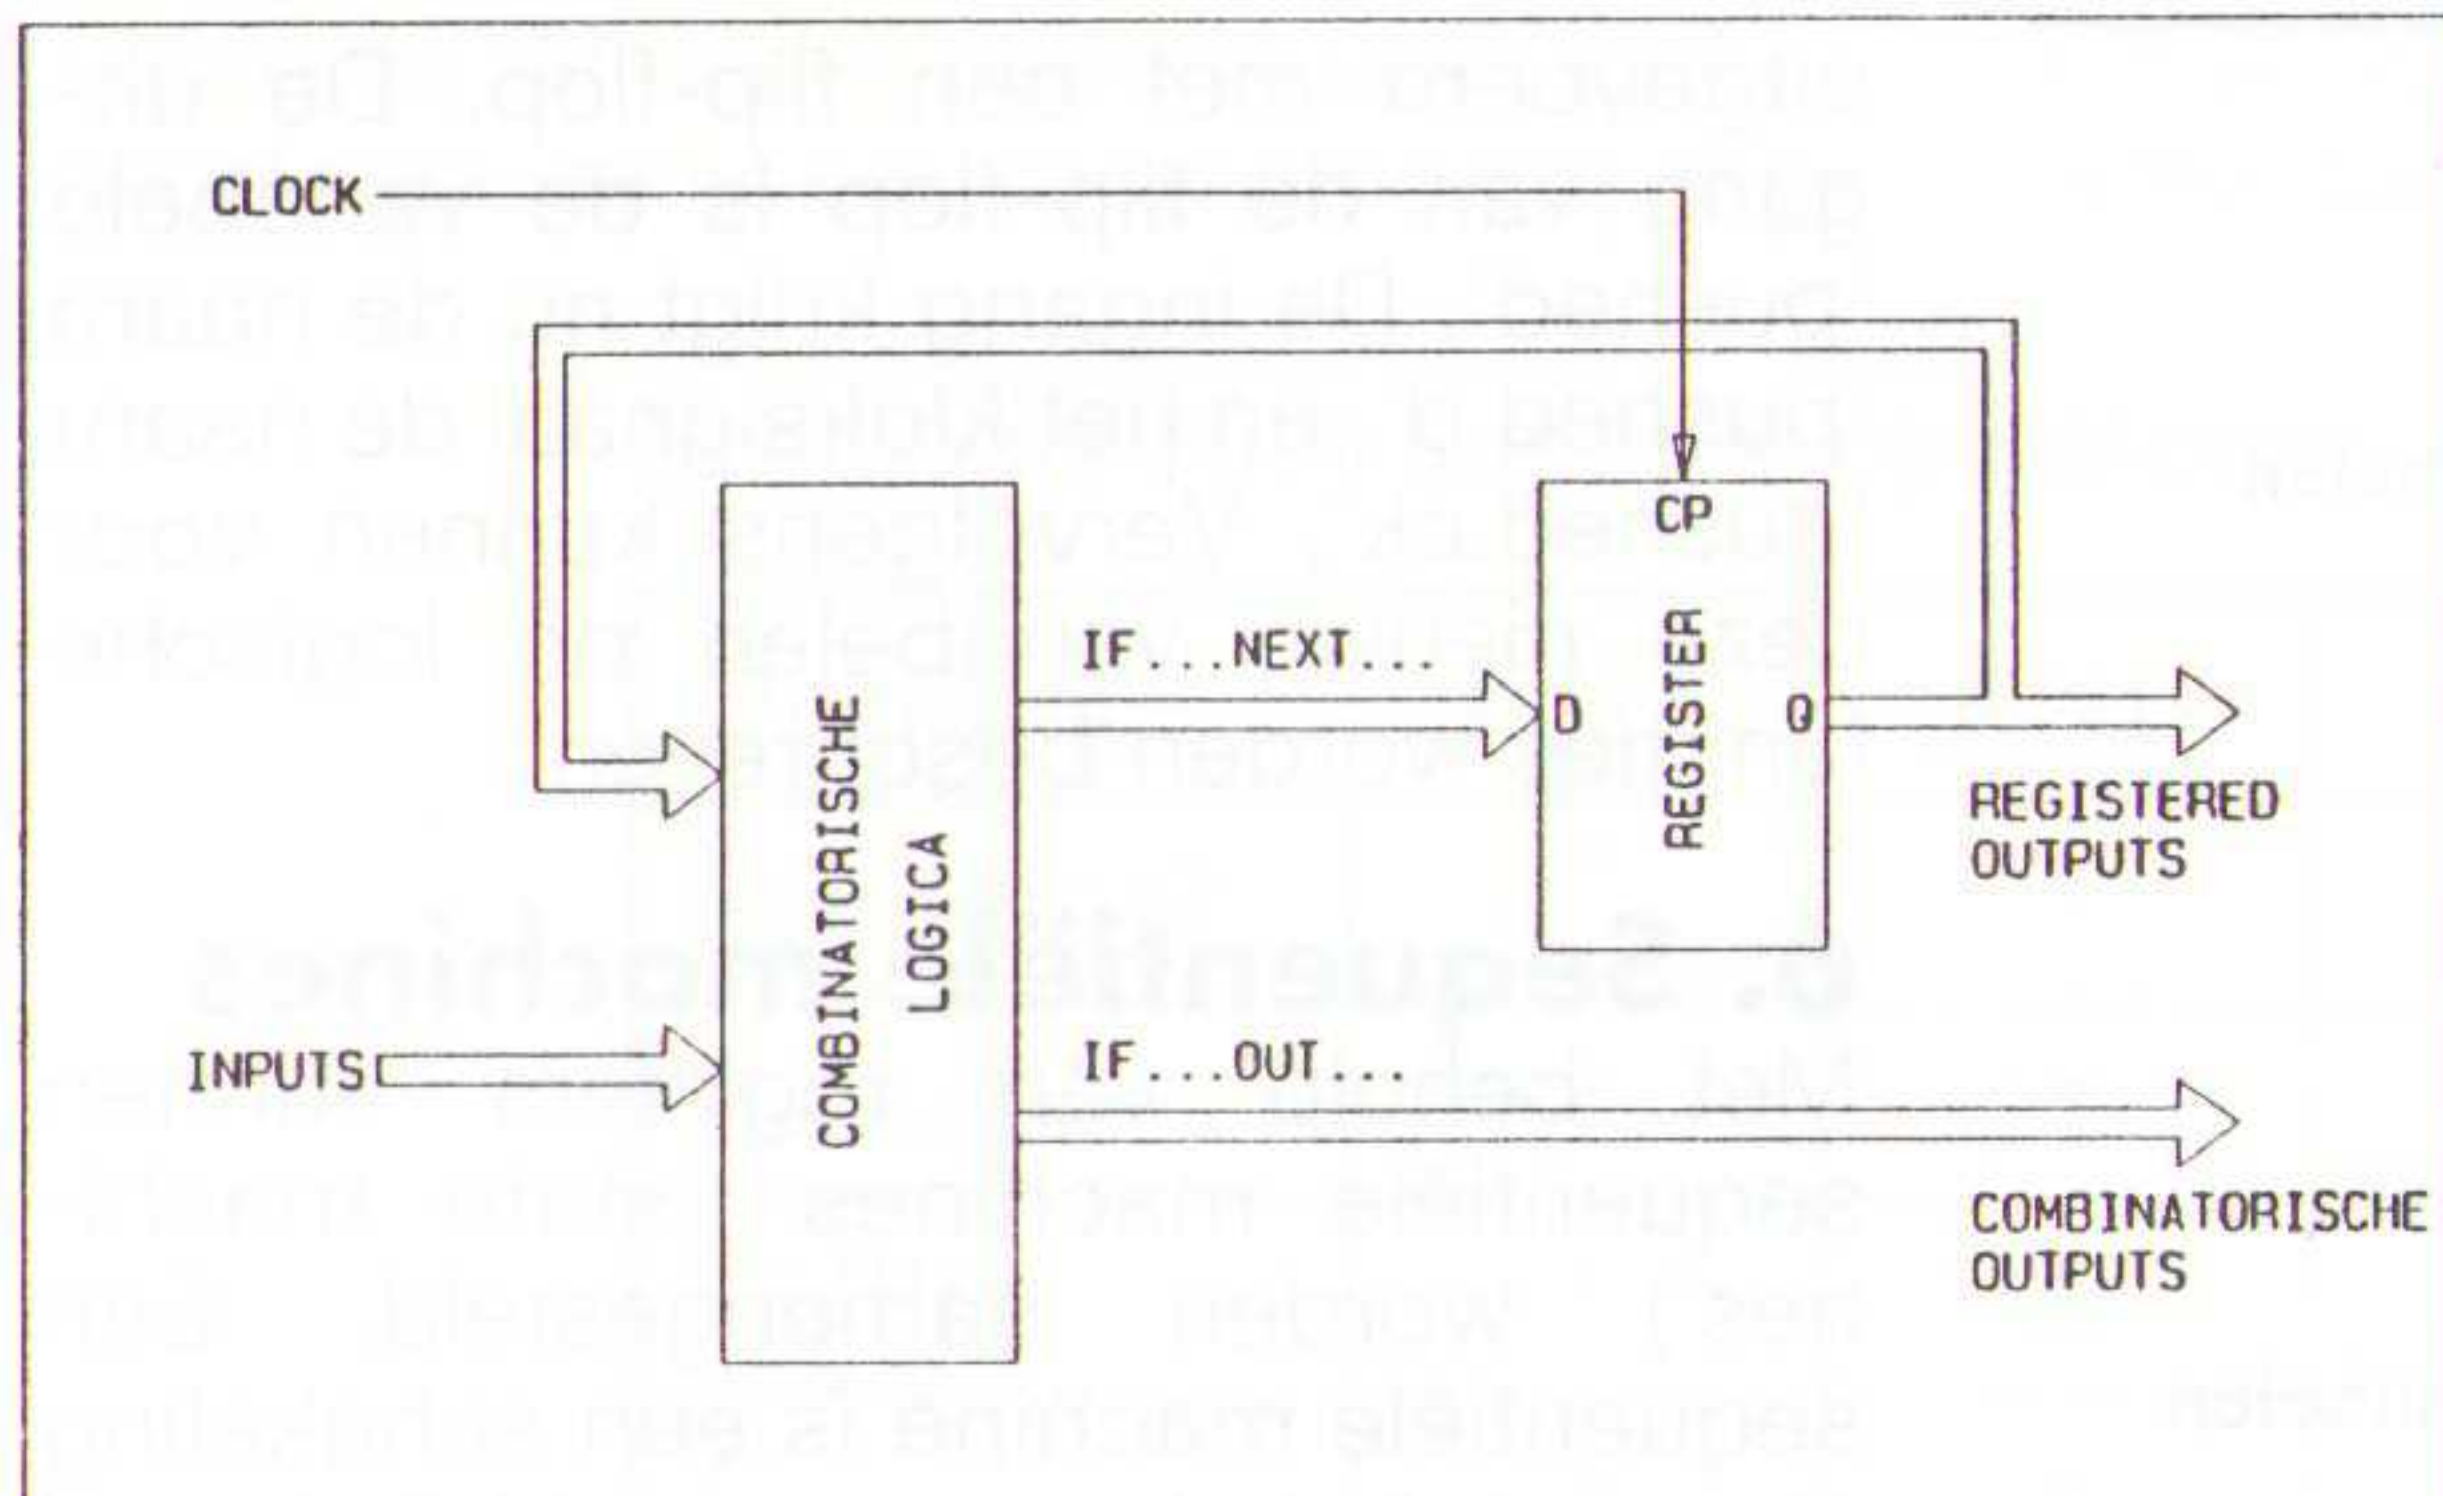 CLOCK
CP
IF...NEXT...
D
REGISTER
Q
REGISTERED
OUTPUTS
COMBINATORISCHE
LOGICA
INPUTS
IF...OUT...
COMBINATORISCHE
OUTPUTS